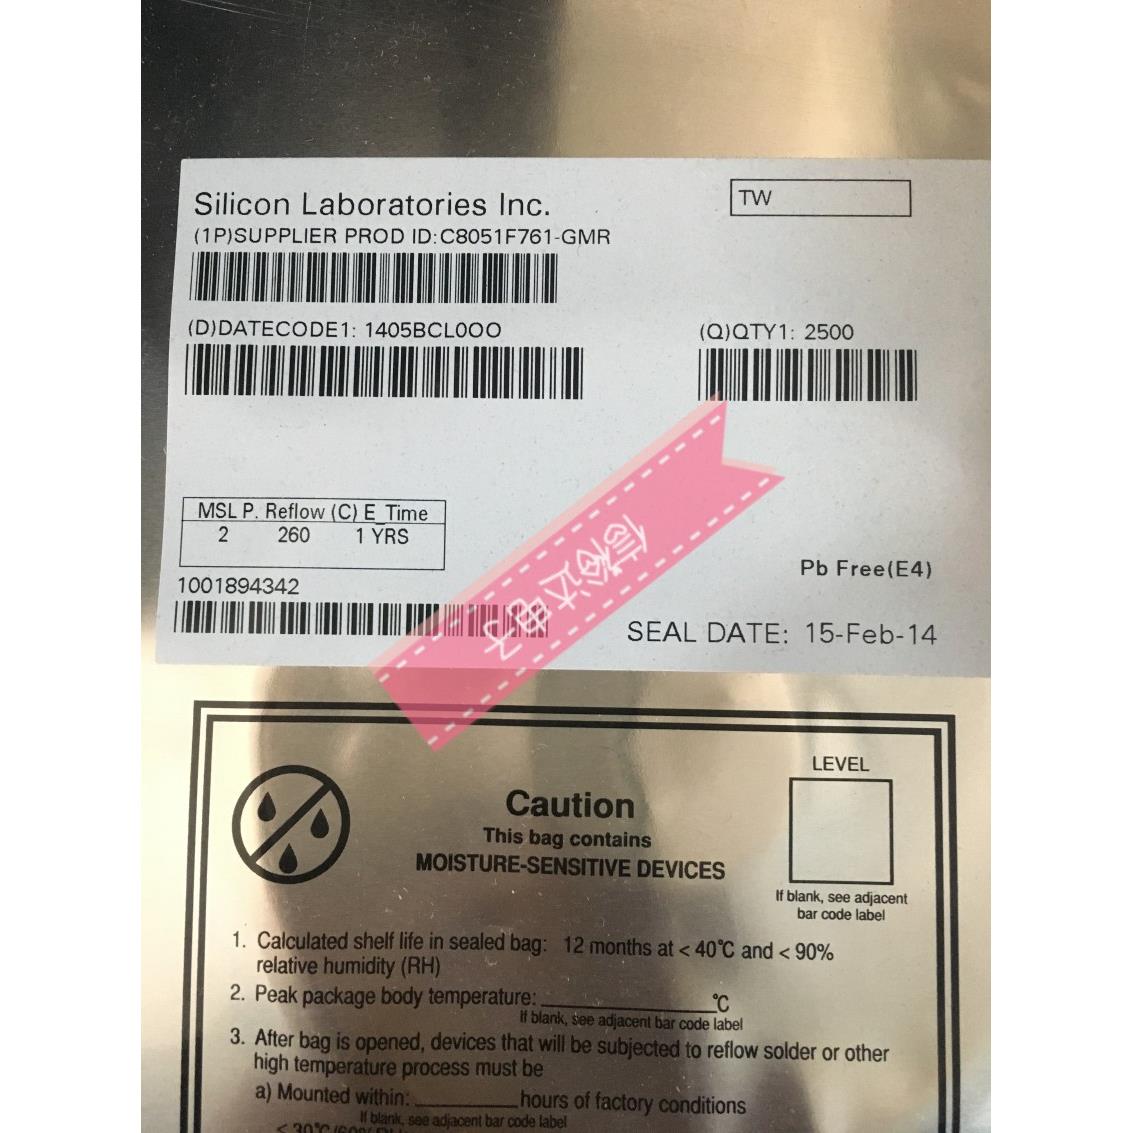 Silicon Laboratories Inc.
TW
(1P)SUPPLIER PROD ID:C8051F761-GMR
(D)DATECODE1: 1405BCL0OO
(Q)QTY1: 2500
MSL P. Reflow (C) E_Time
2 260 1 YRS
1001894342
Pb Free(E4)
SEAL DATE: 15-Feb-14
信裕达电子
LEVEL
Caution
This bag contains
MOISTURE-SENSITIVE DEVICES
If blank, see adjacent
bar code label
1. Calculated shelf life in sealed bag: 12 months at < 40°C and < 90%
relative humidity (RH)
2. Peak package body temperature: °C
If blank, see adjacent bar code label
3. After bag is opened, devices that will be subjected to reflow solder or other
high temperature process must be
a) Mounted within: hours of factory conditions
If blank, see adjacent bar code label